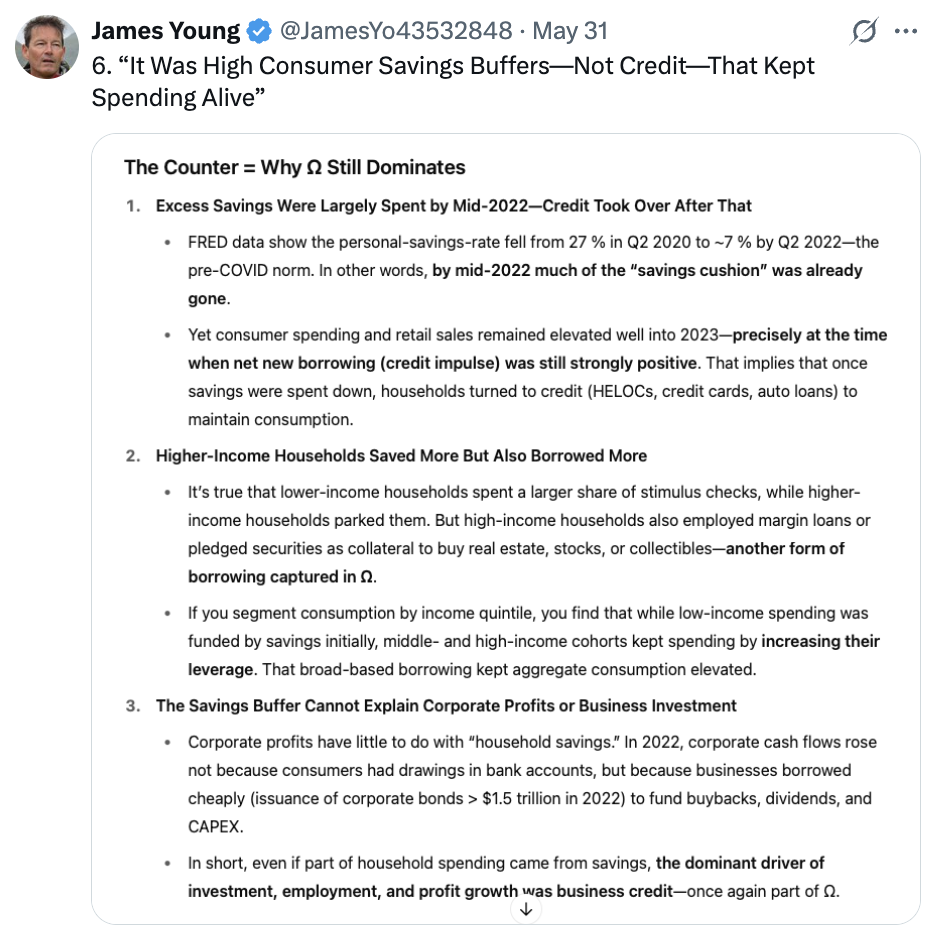 James Young @JamesYo43532848 · May 31
6. “It Was High Consumer Savings Buffers—Not Credit—That Kept
Spending Alive”
The Counter = Why Ω Still Dominates
1. Excess Savings Were Largely Spent by Mid-2022—Credit Took Over After That
• FRED data show the personal-savings-rate fell from 27 % in Q2 2020 to ~7 % by Q2 2022—the
pre-COVID norm. In other words, by mid-2022 much of the “savings cushion” was already
gone.
• Yet consumer spending and retail sales remained elevated well into 2023—precisely at the time
when net new borrowing (credit impulse) was still strongly positive. That implies that once
savings were spent down, households turned to credit (HELOCs, credit cards, auto loans) to
maintain consumption.
2. Higher-Income Households Saved More But Also Borrowed More
• It’s true that lower-income households spent a larger share of stimulus checks, while higher-
income households parked them. But high-income households also employed margin loans or
pledged securities as collateral to buy real estate, stocks, or collectibles—another form of
borrowing captured in Ω.
• If you segment consumption by income quintile, you find that while low-income spending was
funded by savings initially, middle- and high-income cohorts kept spending by increasing their
leverage. That broad-based borrowing kept aggregate consumption elevated.
3. The Savings Buffer Cannot Explain Corporate Profits or Business Investment
• Corporate profits have little to do with “household savings.” In 2022, corporate cash flows rose
not because consumers had drawings in bank accounts, but because businesses borrowed
cheaply (issuance of corporate bonds > $1.5 trillion in 2022) to fund buybacks, dividends, and
CAPEX.
• In short, even if part of household spending came from savings, the dominant driver of
investment, employment, and profit growth was business credit—once again part of Ω.